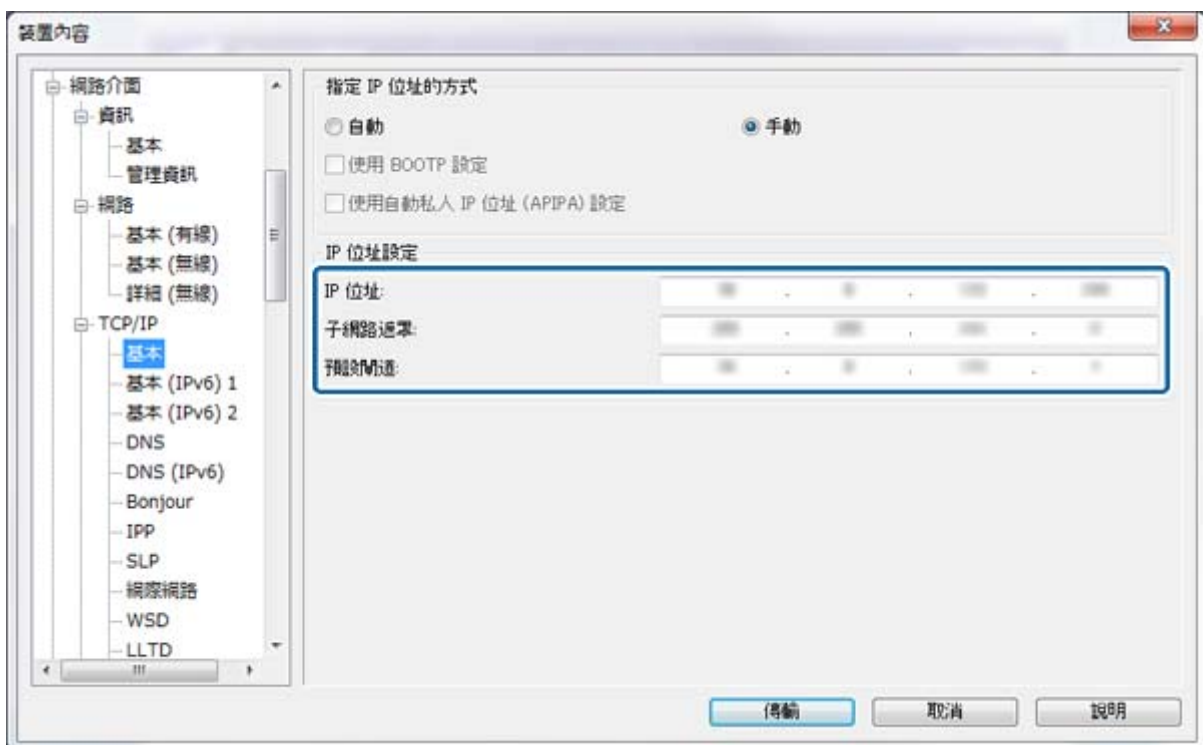 裝置內容
網路介面
資訊
基本
管理資訊
網路
基本 (有線)
基本 (無線)
詳細 (無線)
TCP/IP
基本
基本 (IPv6) 1
基本 (IPv6) 2
DNS
DNS (IPv6)
Bonjour
IPP
SLP
網際網路
WSD
LLTD
指定 IP 位址的方式
自動
手動
使用 BOOTP 設定
使用自動私人 IP 位址 (APIPA) 設定
IP 位址設定
IP 位址:
子網路遮罩:
預設閘道:
傳輸
取消
說明